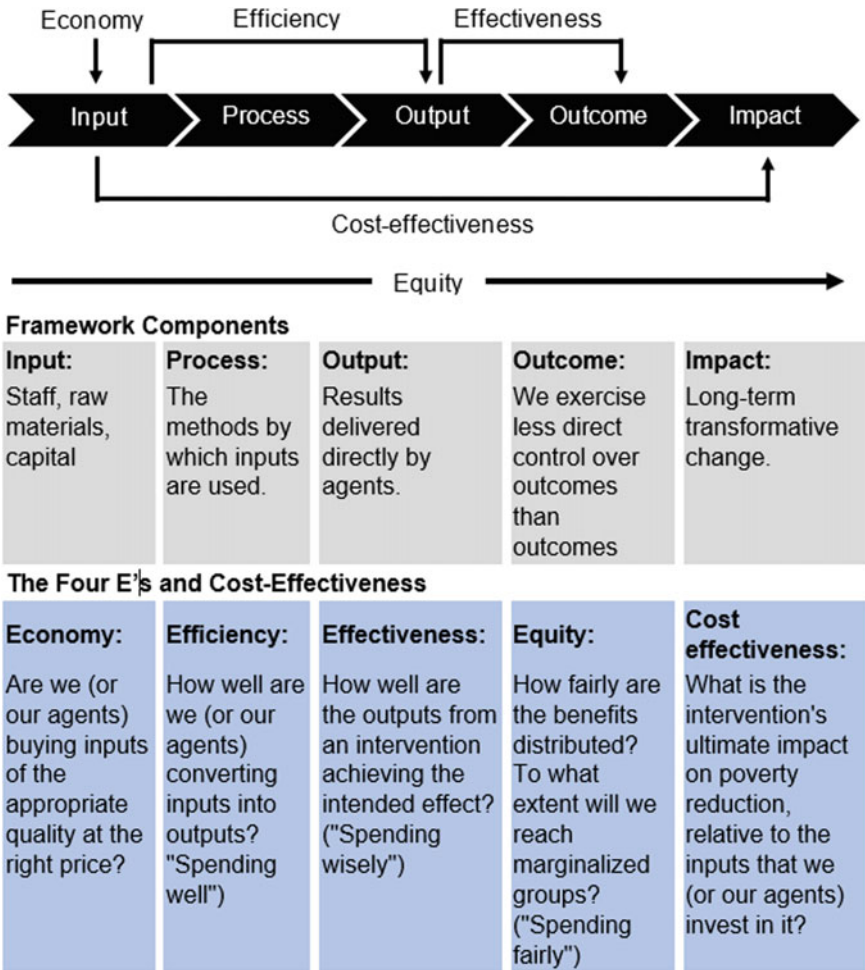 Economy
Efficiency
Effectiveness
Input
Process
Output
Outcome
Impact
Cost-effectiveness
Equity
Framework Components
Input:
Staff, raw
materials,
capital
Process:
The
methods by
which inputs
are used.
Output:
Results
delivered
directly by
agents.
Outcome:
We exercise
less direct
control over
outcomes
than
outcomes
Impact:
Long-term
transformative
change.
The Four E's and Cost-Effectiveness
Economy:
Are we (or
our agents)
buying inputs
of the
appropriate
quality at the
right price?
Efficiency:
How well are
we (or our
agents)
converting
inputs into
outputs?
"Spending
well")
Effectiveness:
How well are
the outputs from
an intervention
achieving the
intended effect?
("Spending
wisely")
Equity:
How fairly are
the benefits
distributed?
To what
extent will we
reach
marginalized
groups?
("Spending
fairly")
Cost
effectiveness:
What is the
intervention's
ultimate impact
on poverty
reduction,
relative to the
inputs that we
(or our agents)
invest in it?